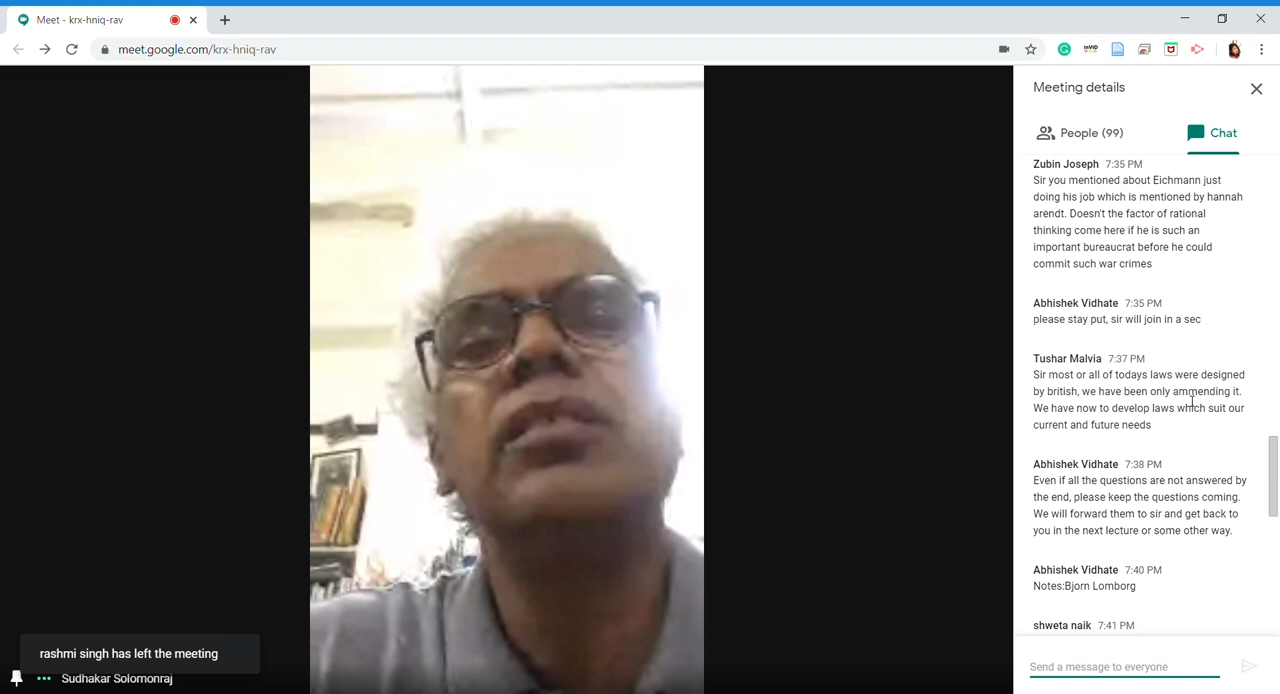 Meet - krx-hniq-rav
meet.google.com/krx-hniq-rav
InVID
Meeting details
People (99)
Chat
Zubin Joseph 7:35 PM
Sir you mentioned about Eichmann just
doing his job which is mentioned by hannah
arendt. Doesn't the factor of rational
thinking come here if he is such an
important bureaucrat before he could
commit such war crimes
Abhishek Vidhate 7:35 PM
please stay put, sir will join in a sec
Tushar Malvia 7:37 PM
Sir most or all of todays laws were designed
by british, we have been only ammending it.
We have now to develop laws which suit our
current and future needs
Abhishek Vidhate 7:38 PM
Even if all the questions are not answered by
the end, please keep the questions coming.
We will forward them to sir and get back to
you in the next lecture or some other way.
Abhishek Vidhate 7:40 PM
Notes:Bjorn Lomborg
shweta naik 7:41 PM
Send a message to everyone
rashmi singh has left the meeting
Sudhakar Solomonraj